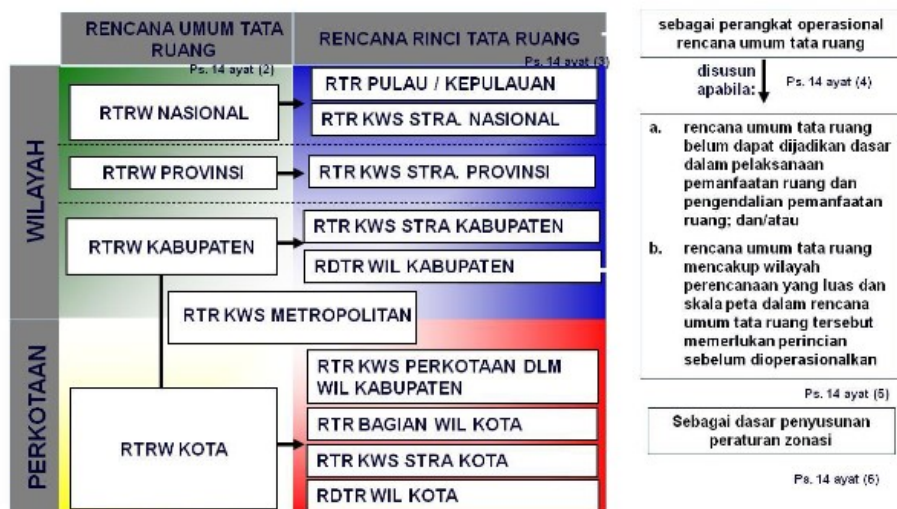 RENCANA UMUM TATA
RUANG
Ps. 14 ayat (2)
RENCANA RINCI TATA RUANG
Ps. 14 ayat (3)
WILAYAH
RTRW NASIONAL
RTR PULAU / KEPULAUAN
RTR KWS STRA. NASIONAL
RTRW PROVINSI
RTR KWS STRA. PROVINSI
RTRW KABUPATEN
RTR KWS STRA KABUPATEN
RDTR WIL KABUPATEN
RTR KWS METROPOLITAN
PERKOTAAN
RTRW KOTA
RTR KWS PERKOTAAN DLM
WIL KABUPATEN
RTR BAGIAN WIL KOTA
RTR KWS STRA KOTA
RDTR WIL KOTA
sebagai perangkat operasional
rencana umum tata ruang
disusun
apabila:
Ps. 14 ayat (4)
a. rencana umum tata ruang
belum dapat dijadikan dasar
dalam pelaksanaan
pemanfaatan ruang dan
pengendalian pemanfaatan
ruang; dan/atau
b. rencana umum tata ruang
mencakup wilayah
perencanaan yang luas dan
skala peta dalam rencana
umum tata ruang tersebut
memerlukan perincian
sebelum dioperasionalkan
Ps. 14 ayat (5)
Sebagai dasar penyusunan
peraturan zonasi
Ps. 14 ayat (6)